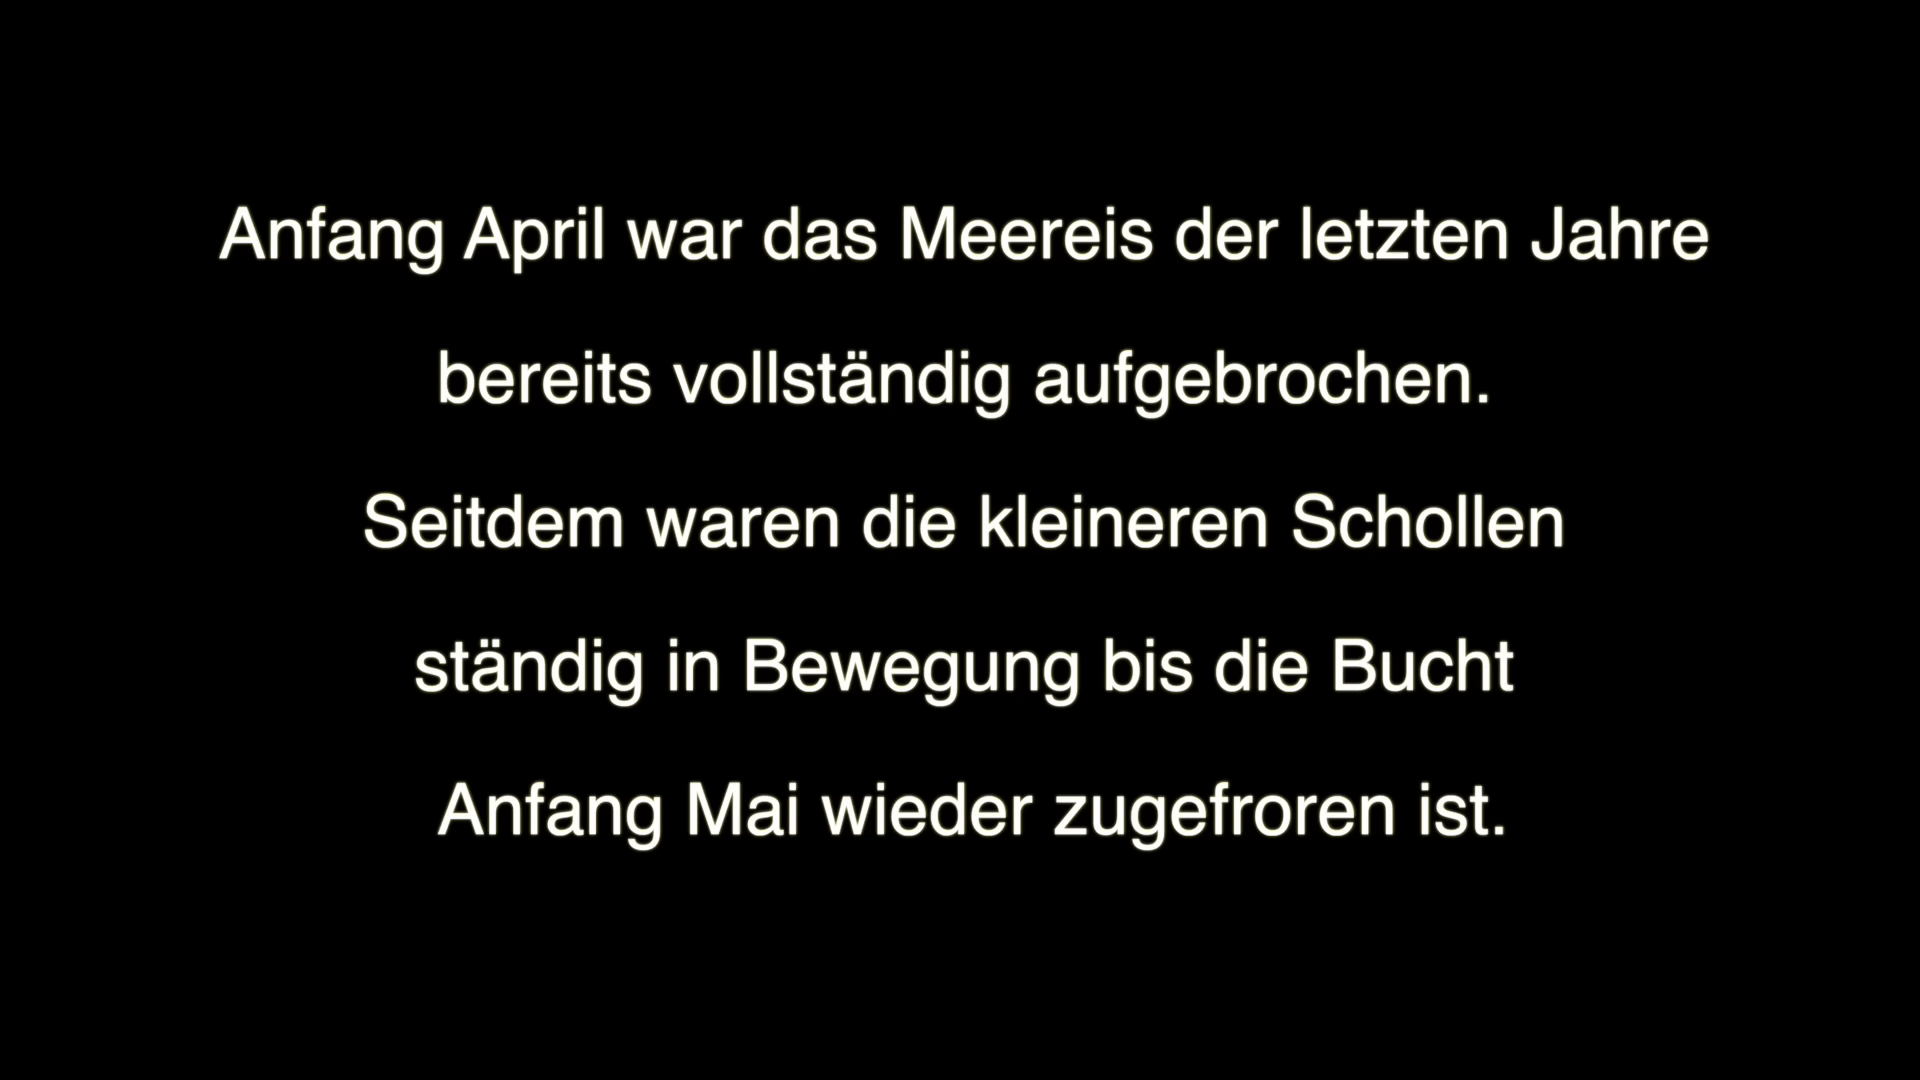 Anfang April war das Meereis der letzten Jahre
bereits vollständig aufgebrochen.
Seitdem waren die kleineren Schollen
ständig in Bewegung bis die Bucht
Anfang Mai wieder zugefroren ist.